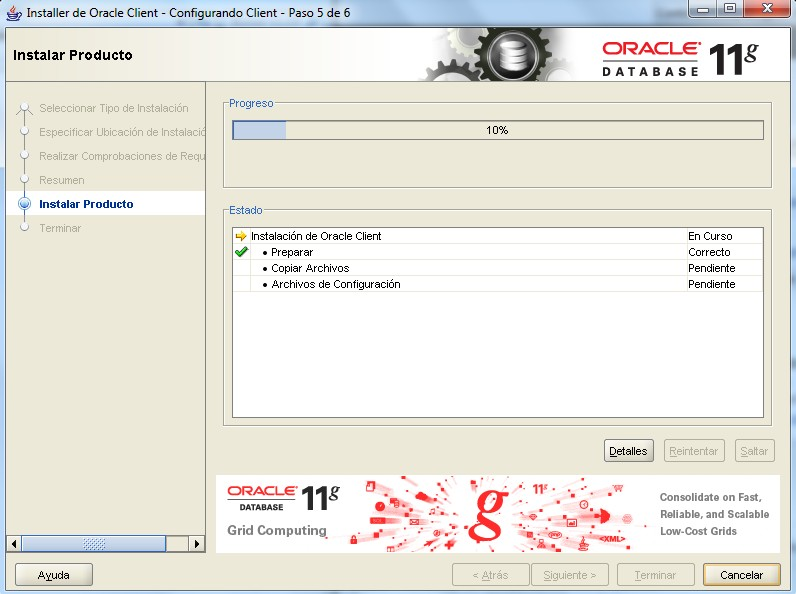 Installer de Oracle Client - Configurando Client - Paso 5 de 6
Instalar Producto
ORACLE
DATABASE 11g
Seleccionar Tipo de Instalación
Especificar Ubicación de Instalació
Realizar Comprobaciones de Requ
Resumen
Instalar Producto
Terminar
Progreso
10%
Estado
Instalación de Oracle Client En Curso
• Preparar Correcto
• Copiar Archivos Pendiente
• Archivos de Configuración Pendiente
Detalles Reintentar Saltar
ORACLE
DATABASE 11g
Grid Computing
g
11g
<XML>
Consolidate on Fast,
Reliable, and Scalable
Low-Cost Grids
Ayuda < Atrás Siguiente > Terminar Cancelar